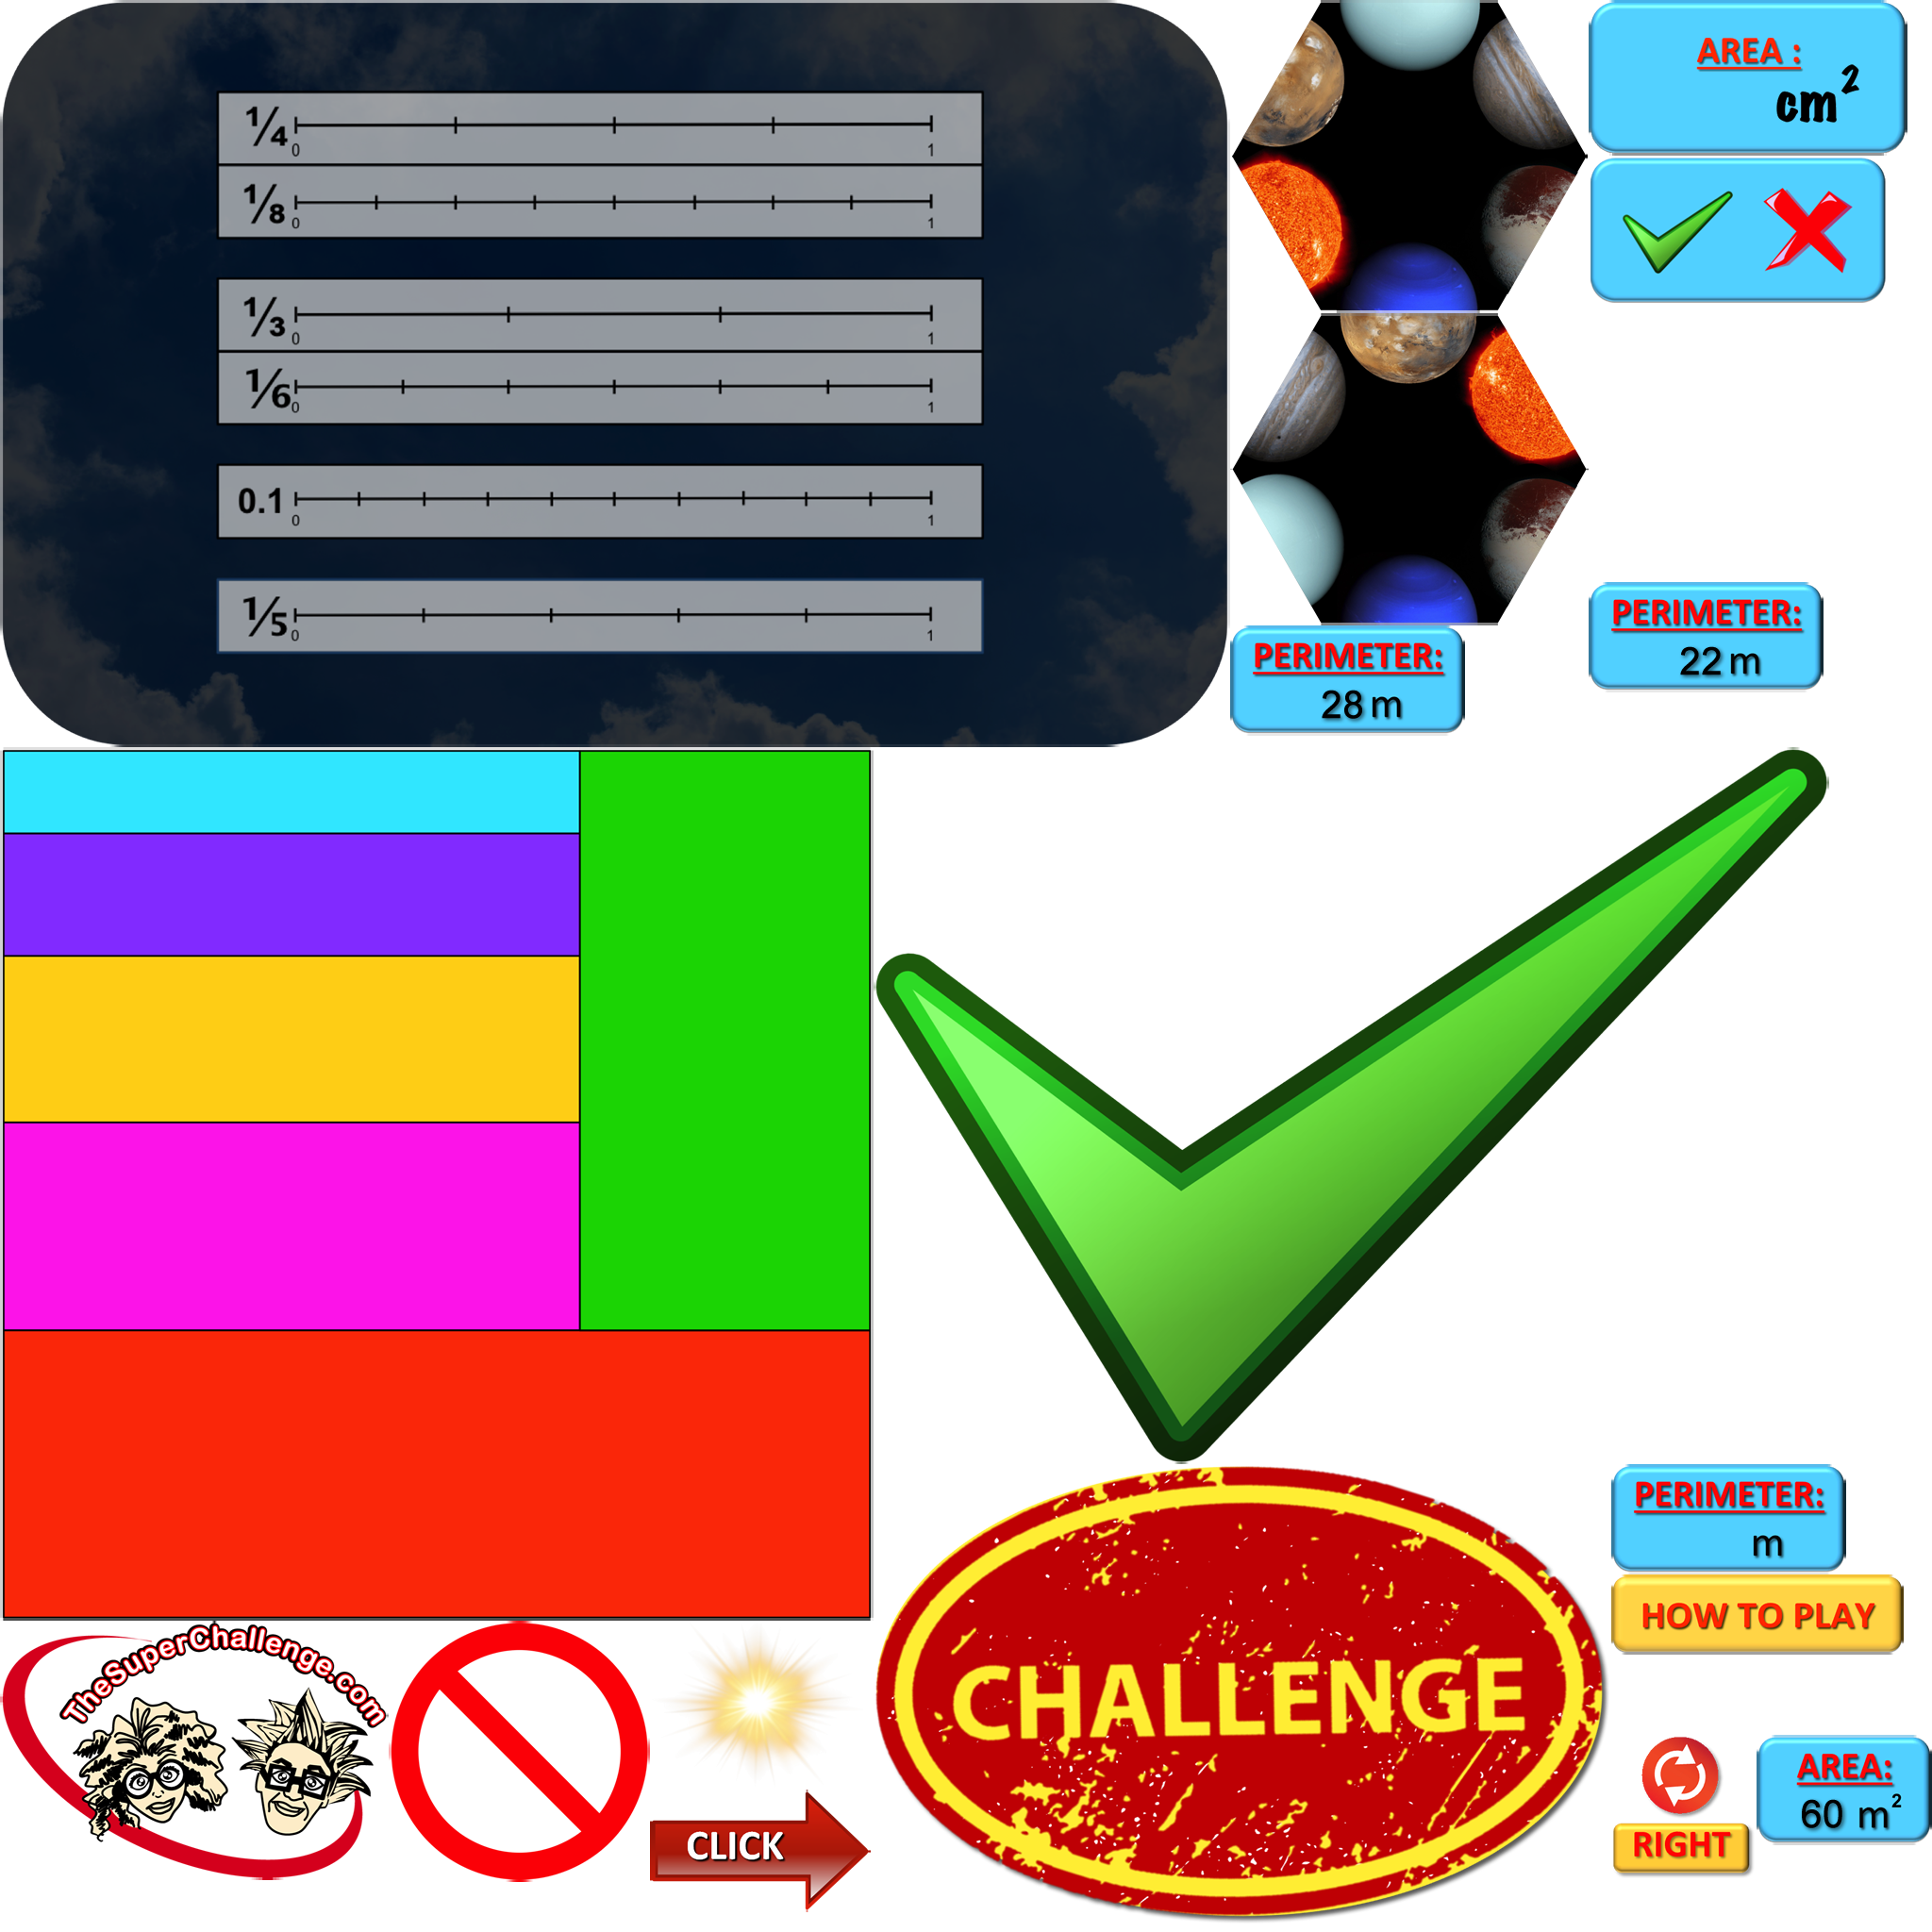 1/4
0 1
1/8
0 1
1/3
0 1
1/6
0 1
0.1
0 1
1/5
0 1
AREA :
cm²
PERIMETER:
22 m
PERIMETER:
28 m
PERIMETER:
m
HOW TO PLAY
TheSuperChallenge.com
CLICK
CHALLENGE
RIGHT
AREA:
60 m²